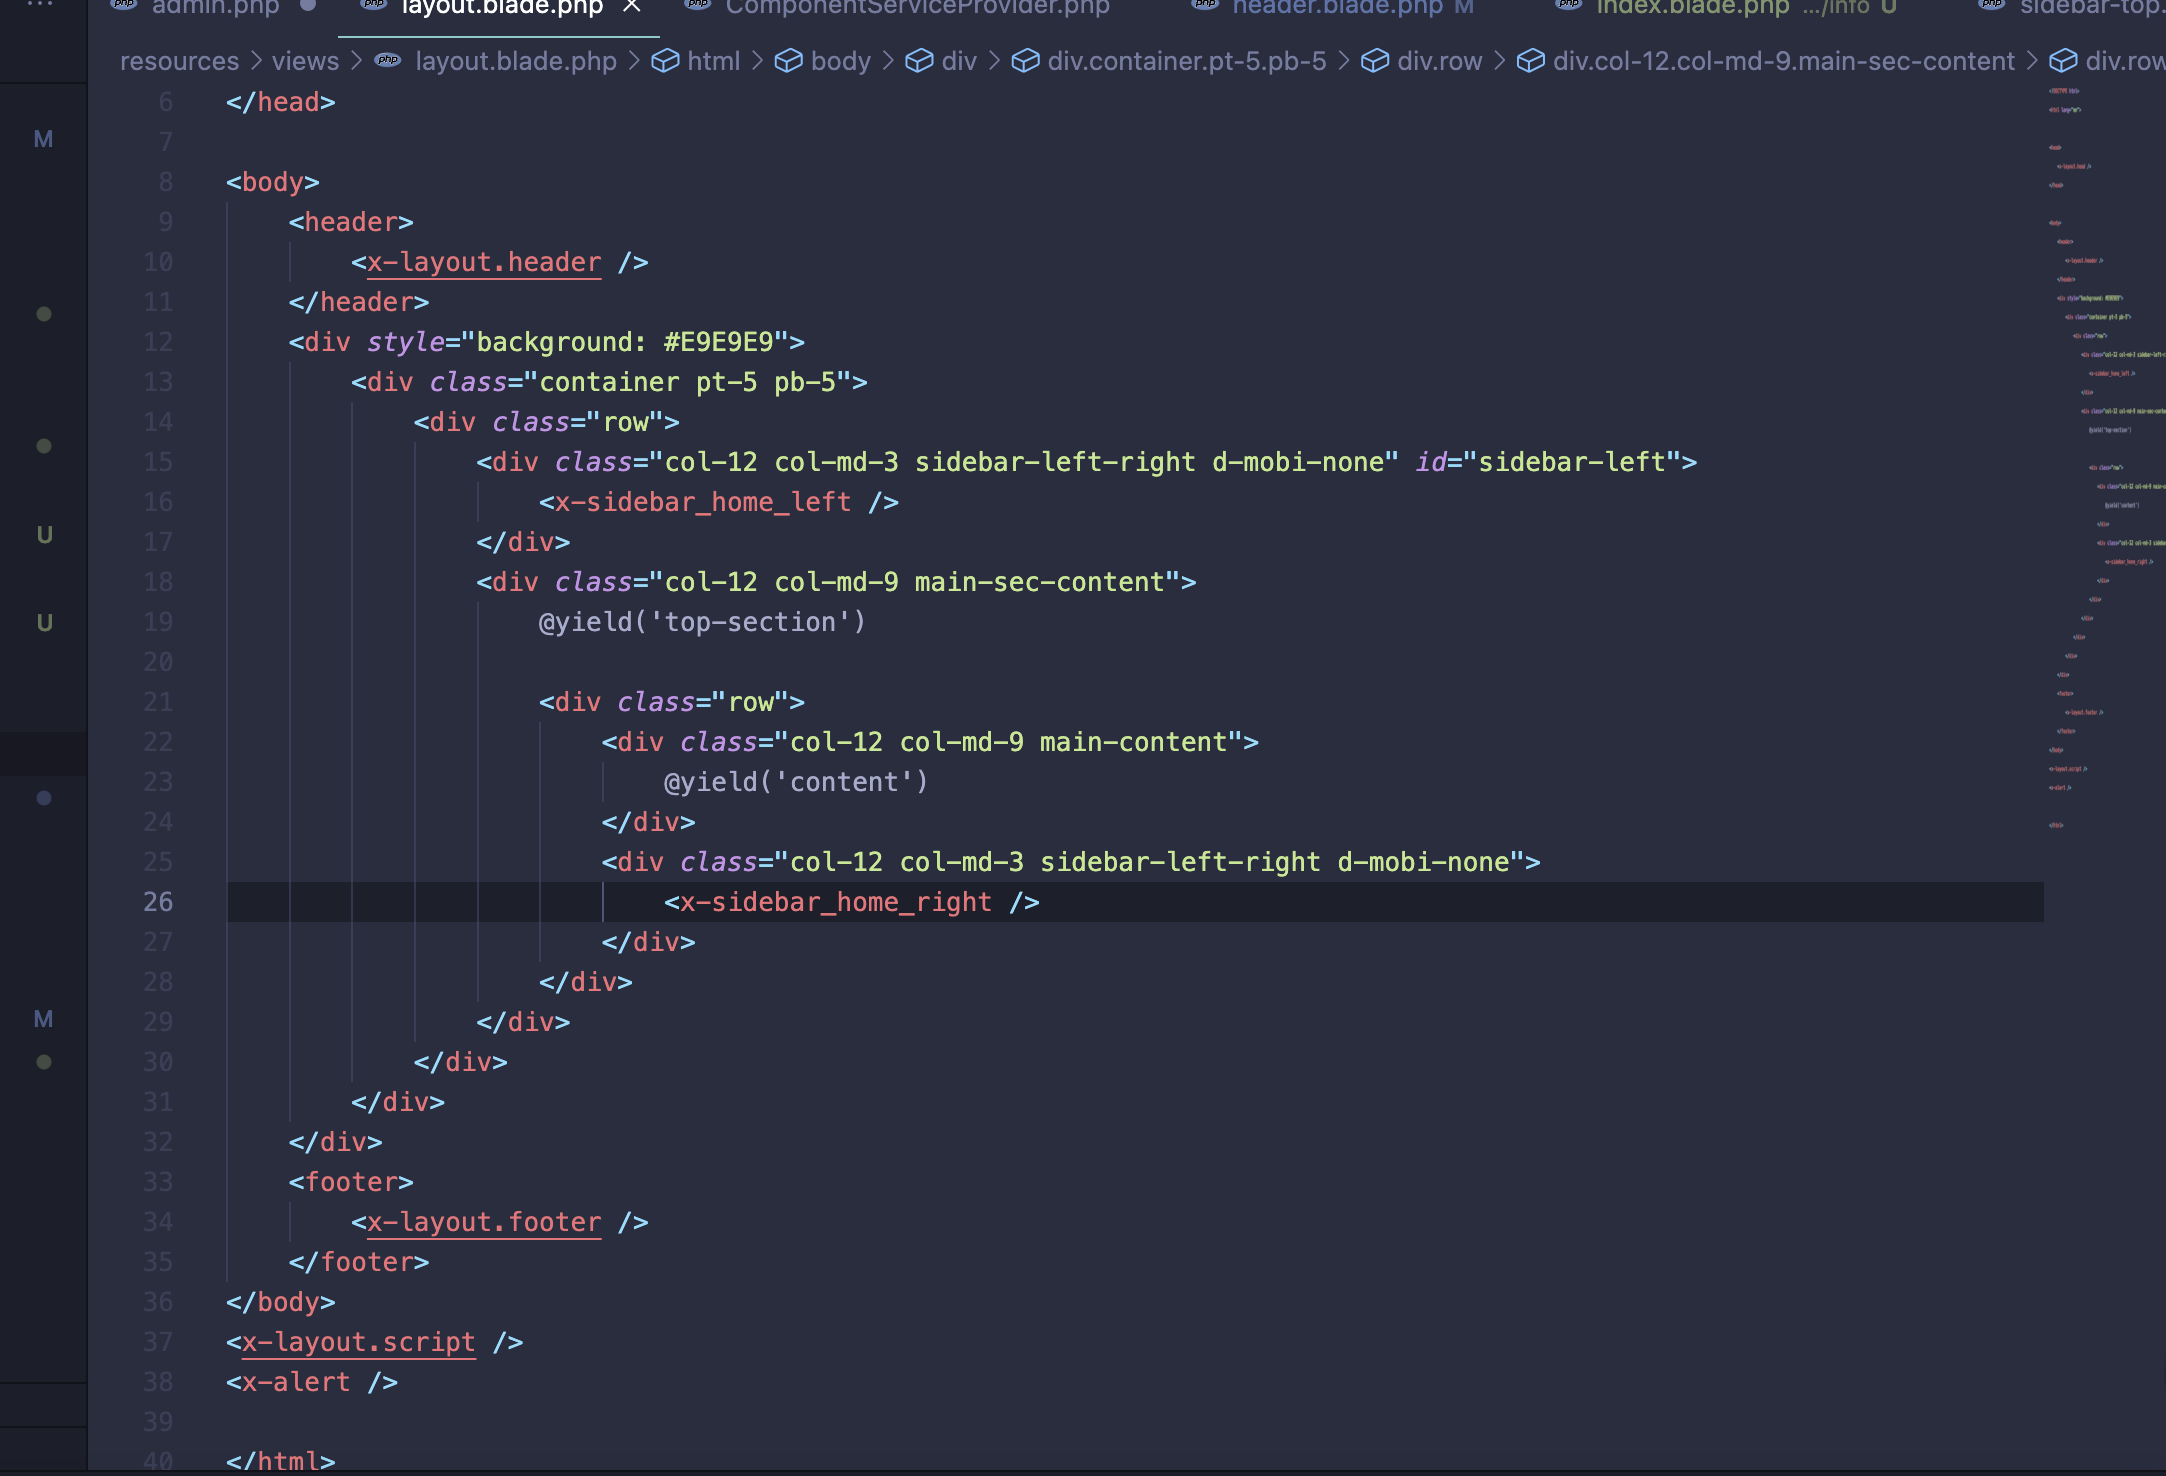 admin.php layout.blade.php ComponentServiceProvider.php header.blade.php M index.blade.php .../info U sidebar-top.
resources > views > php layout.blade.php > html > body > div > div.container.pt-5.pb-5 > div.row > div.col-12.col-md-9.main-sec-content > div.row
6 </head>
7
8 <body>
9 <header>
10 <x-layout.header />
11 </header>
12 <div style="background: #E9E9E9">
13 <div class="container pt-5 pb-5">
14 <div class="row">
15 <div class="col-12 col-md-3 sidebar-left-right d-mobi-none" id="sidebar-left">
16 <x-sidebar_home_left />
17 </div>
18 <div class="col-12 col-md-9 main-sec-content">
19 @yield('top-section')
20
21 <div class="row">
22 <div class="col-12 col-md-9 main-content">
23 @yield('content')
24 </div>
25 <div class="col-12 col-md-3 sidebar-left-right d-mobi-none">
26 <x-sidebar_home_right />
27 </div>
28 </div>
29 </div>
30 </div>
31 </div>
32 </div>
33 <footer>
34 <x-layout.footer />
35 </footer>
36 </body>
37 <x-layout.script />
38 <x-alert />
39
40 </html>
M
U
U
M